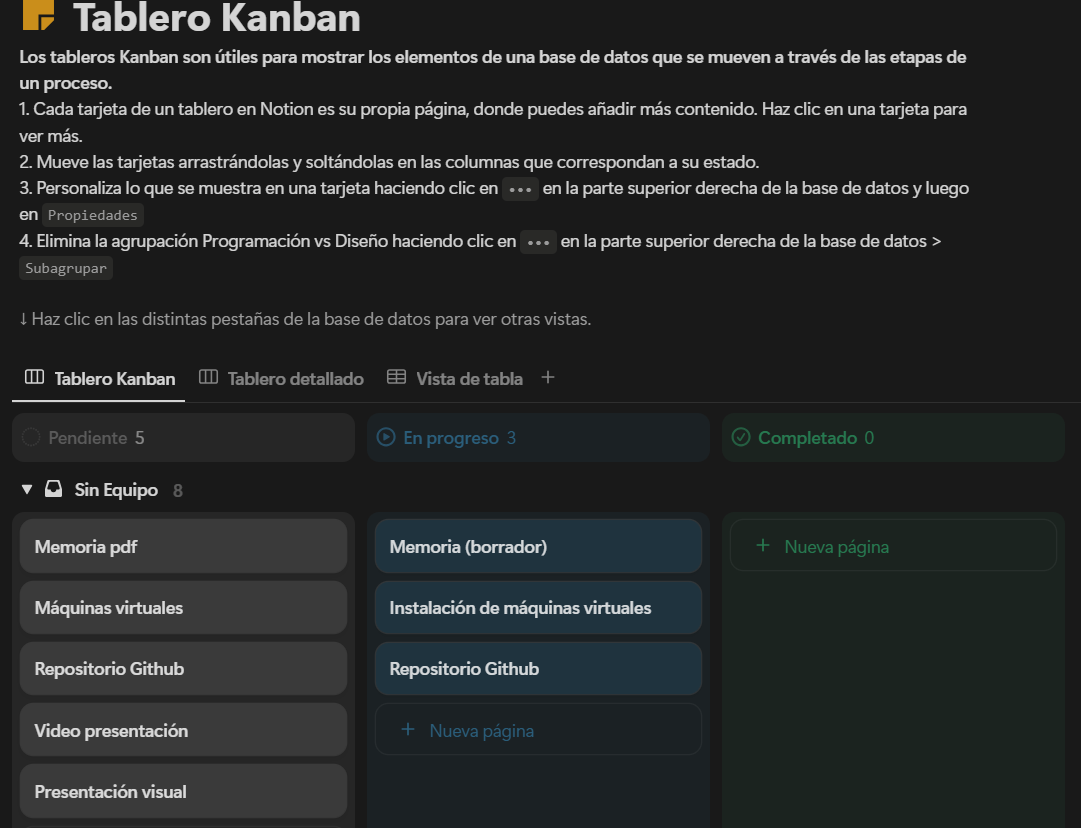 Tablero Kanban
Los tableros Kanban son útiles para mostrar los elementos de una base de datos que se mueven a través de las etapas de
un proceso.
1. Cada tarjeta de un tablero en Notion es su propia página, donde puedes añadir más contenido. Haz clic en una tarjeta para
ver más.
2. Mueve las tarjetas arrastrándolas y soltándolas en las columnas que correspondan a su estado.
3. Personaliza lo que se muestra en una tarjeta haciendo clic en ••• en la parte superior derecha de la base de datos y luego
en Propiedades
4. Elimina la agrupación Programación vs Diseño haciendo clic en ••• en la parte superior derecha de la base de datos >
Subagrupar
↓ Haz clic en las distintas pestañas de la base de datos para ver otras vistas.
Tablero Kanban Tablero detallado Vista de tabla +
Pendiente 5
En progreso 3
Completado 0
▼ Sin Equipo 8
Memoria pdf
Máquinas virtuales
Repositorio Github
Video presentación
Presentación visual
Memoria (borrador)
Instalación de máquinas virtuales
Repositorio Github
+ Nueva página
+ Nueva página